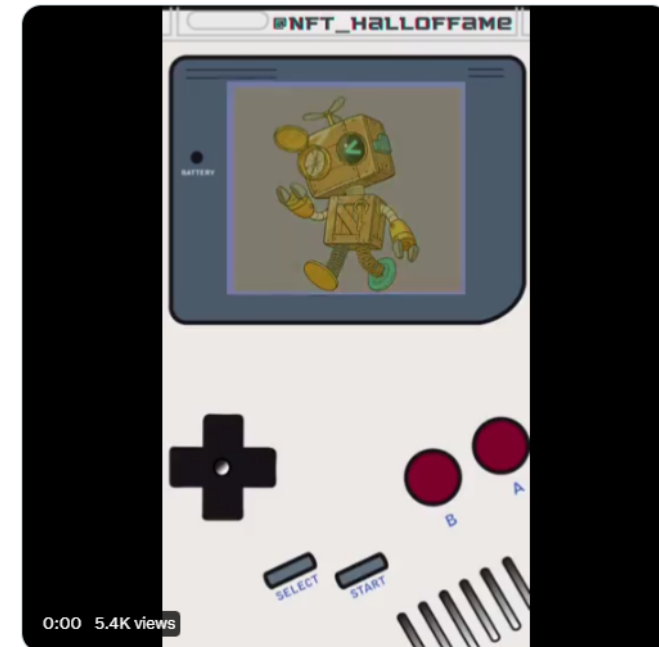 @NFT_HALLOFFAME
BATTERY
A
B
SELECT
START
0:00 5.4K views